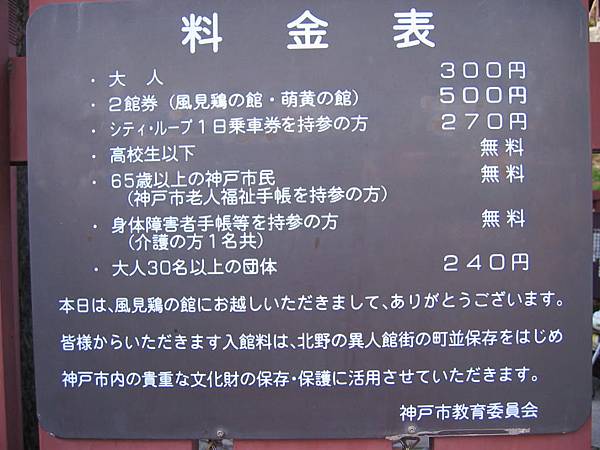 料金表
・大人 300円
・2館券(風見鶏の館・萌黄の館) 500円
・シティ・ループ1日乗車券を持参の方 270円
・高校生以下 無料
・65歳以上の神戸市民 無料
(神戸市老人福祉手帳を持参の方)
・身体障害者手帳等を持参の方 無料
(介護の方1名共)
・大人30名以上の団体 240円
本日は、風見鶏の館にお越しいただきまして、ありがとうございます。
皆様からいただきます入館料は、北野の異人館街の町並保存をはじめ
神戸市内の貴重な文化財の保存・保護に活用させていただきます。
神戸市教育委員会